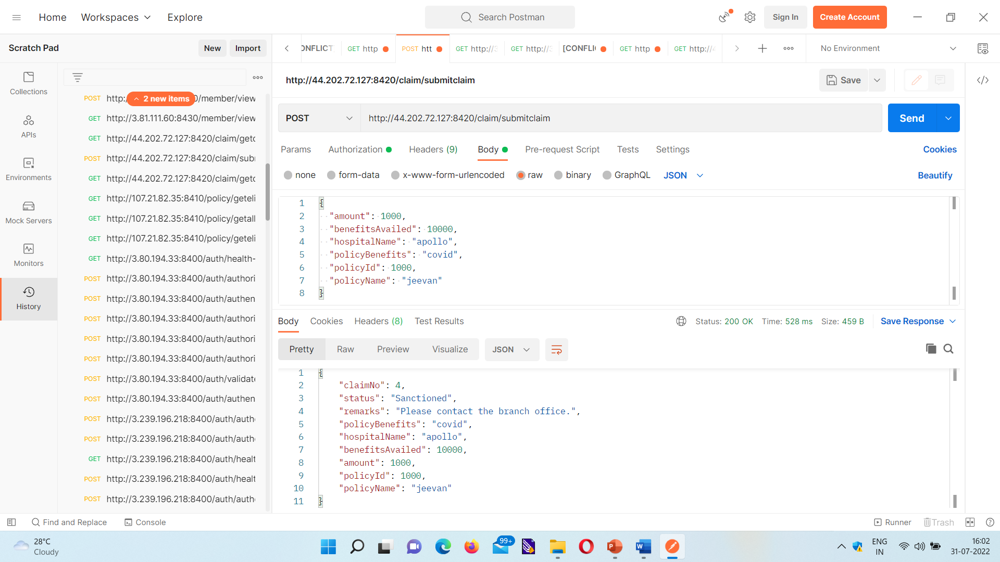 Home
Workspaces
Explore
Search Postman
Sign In
Create Account
Scratch Pad
New
Import
ONFLICT
GET http
POST htt
GET http://3
GET http://3
[CONFLI
GET http
GET http://4
No Environment
Collections
APIs
Environments
Mock Servers
Monitors
History
2 new items
POST http:/ 0/member/view
GET http://3.81.111.60:8430/member/view
GET http://44.202.72.127:8420/claim/getc
POST http://44.202.72.127:8420/claim/subr
GET http://44.202.72.127:8420/claim/getc
GET http://107.21.82.35:8410/policy/geteli
GET http://107.21.82.35:8410/policy/getall
GET http://107.21.82.35:8410/policy/geteli
GET http://3.80.194.33:8400/auth/health-
POST http://3.80.194.33:8400/auth/authori
POST http://3.80.194.33:8400/auth/authen
POST http://3.80.194.33:8400/auth/authori
POST http://3.80.194.33:8400/auth/authori
POST http://3.80.194.33:8400/auth/authori
POST http://3.80.194.33:8400/auth/validate
POST http://3.80.194.33:8400/auth/authen
POST http://3.239.196.218:8400/auth/auth
POST http://3.239.196.218:8400/auth/auth
GET http://3.239.196.218:8400/auth/healt
POST http://3.239.196.218:8400/auth/healt
POST http://3.239.196.218:8400/auth/auth
http://44.202.72.127:8420/claim/submitclaim
Save
POST
http://44.202.72.127:8420/claim/submitclaim
Send
Params
Authorization
Headers (9)
Body
Pre-request Script
Tests
Settings
Cookies
none
form-data
x-www-form-urlencoded
raw
binary
GraphQL
JSON
Beautify
1 {
2 "amount": 1000,
3 "benefitsAvailed": 10000,
4 "hospitalName": "apollo",
5 "policyBenefits": "covid",
6 "policyId": 1000,
7 "policyName": "jeevan"
8 }
Body
Cookies
Headers (8)
Test Results
Status: 200 OK
Time: 528 ms
Size: 459 B
Save Response
Pretty
Raw
Preview
Visualize
JSON
1 {
2 "claimNo": 4,
3 "status": "Sanctioned",
4 "remarks": "Please contact the branch office.",
5 "policyBenefits": "covid",
6 "hospitalName": "apollo",
7 "benefitsAvailed": 10000,
8 "amount": 1000,
9 "policyId": 1000,
10 "policyName": "jeevan"
11 }
Find and Replace
Console
Runner
Trash
28°C
Cloudy
99+
ENG
IN
16:02
31-07-2022